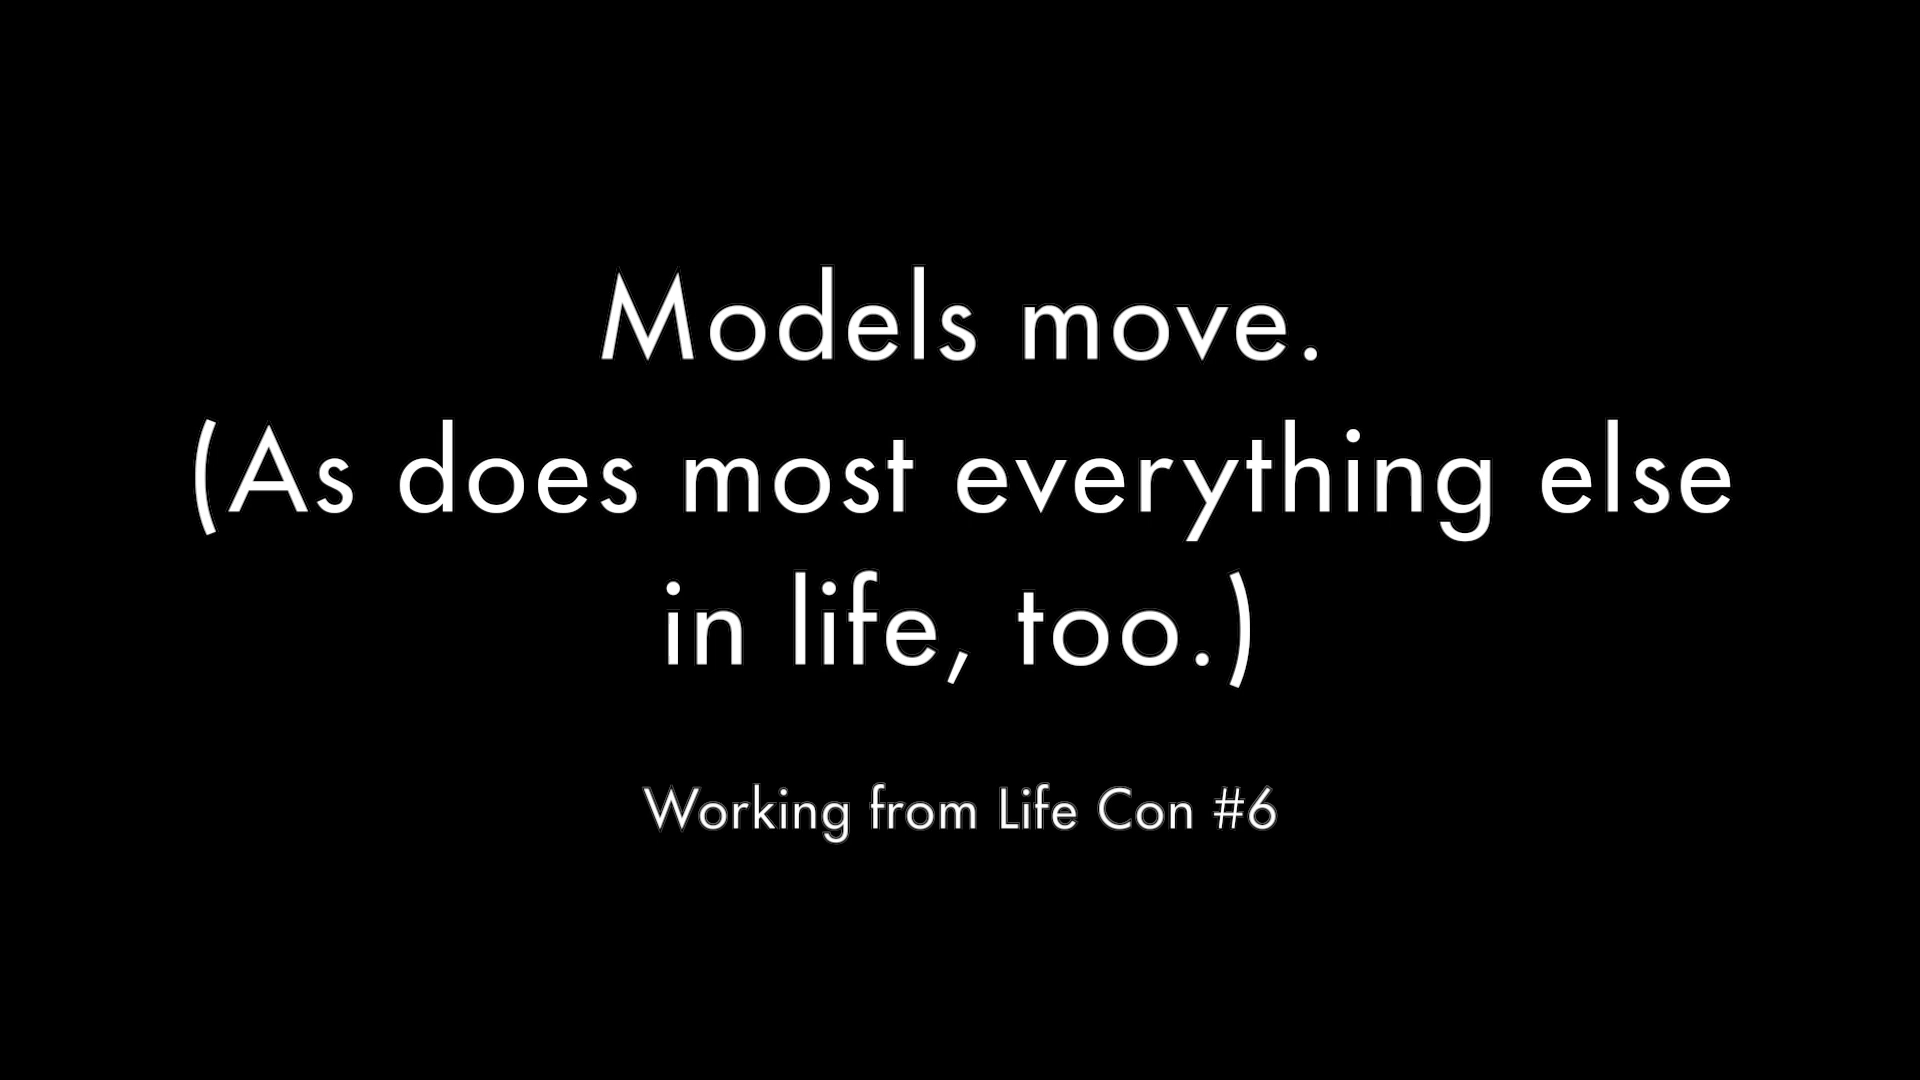 Models move.
(As does most everything else
in life, too.)
Working from Life Con #6